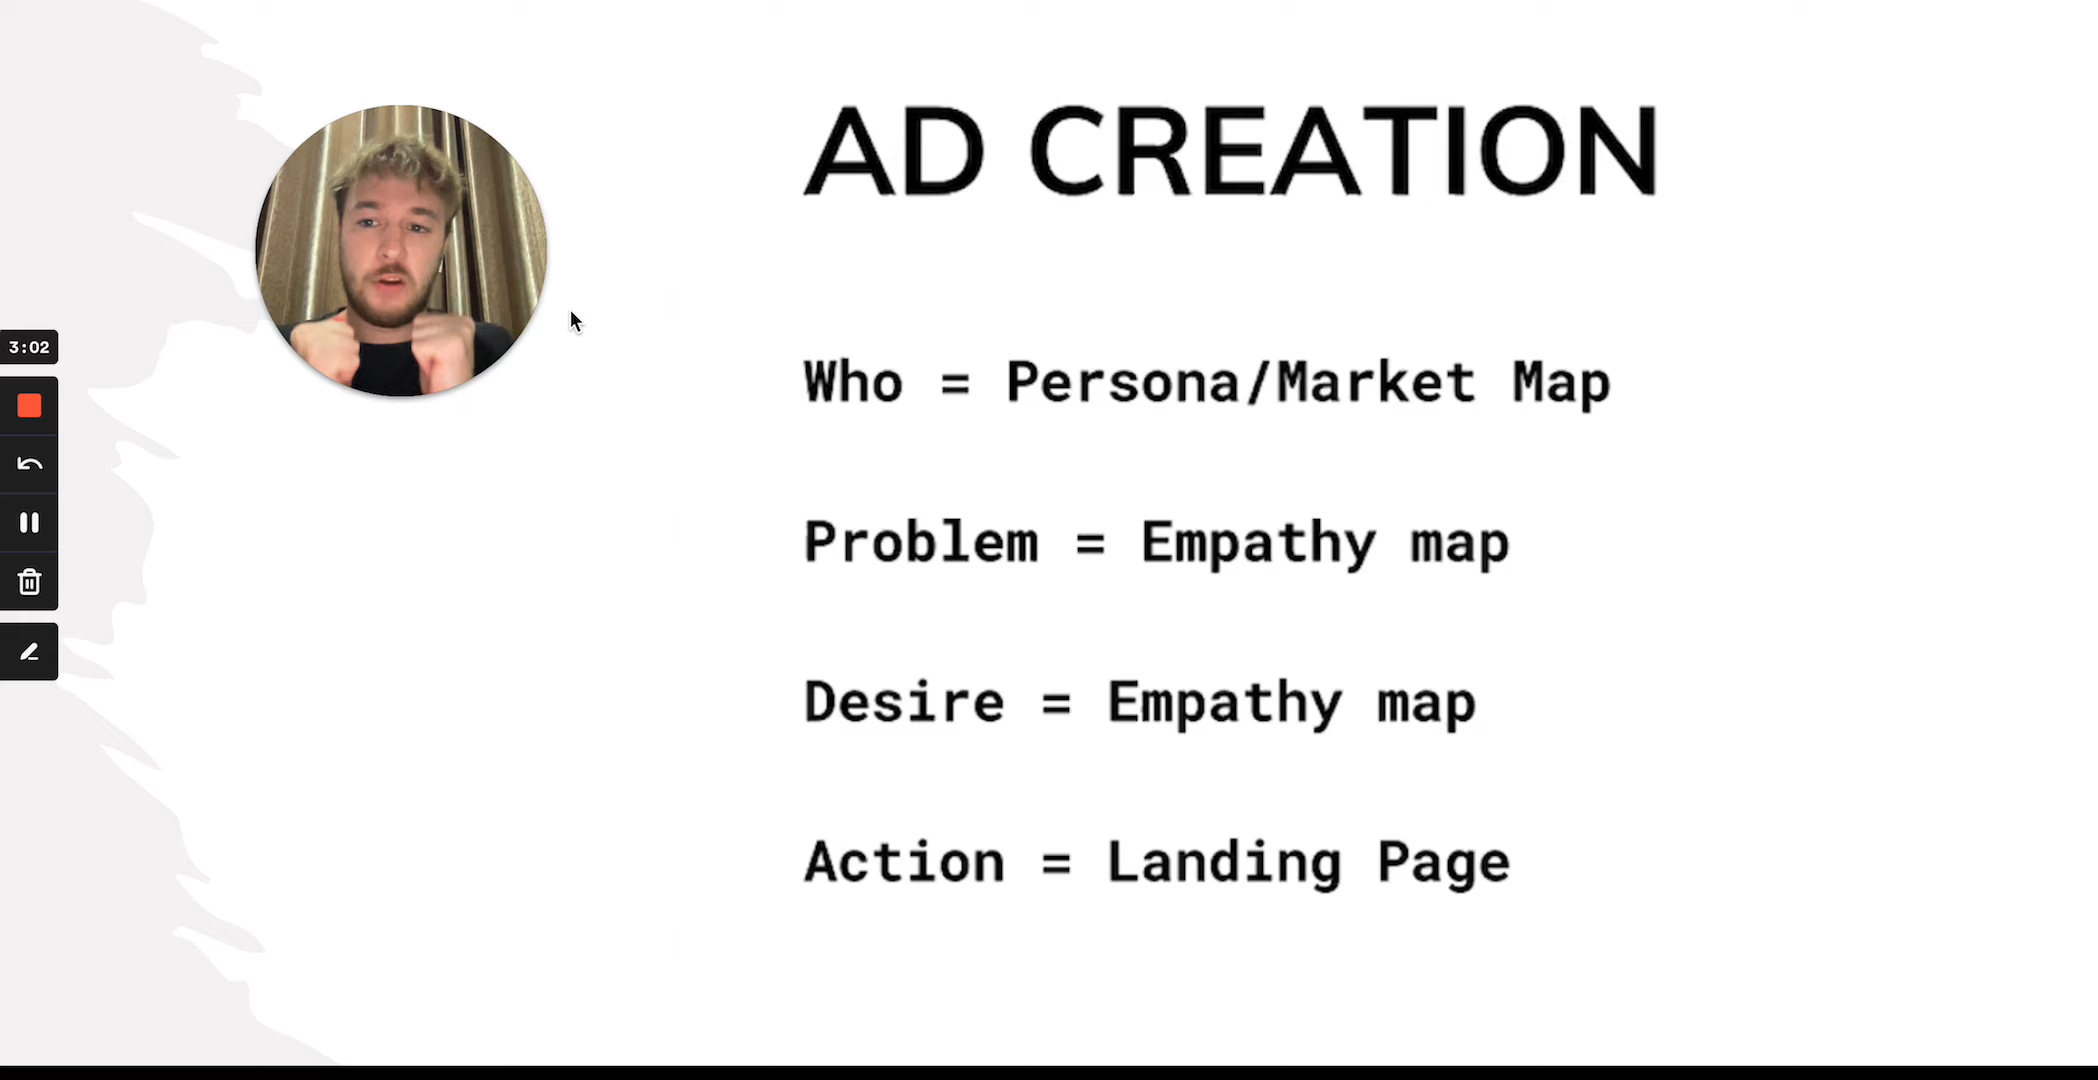 AD CREATION
Who = Persona/Market Map
3:02
Problem = Empathy map
Desire = Empathy map
Action = Landing Page